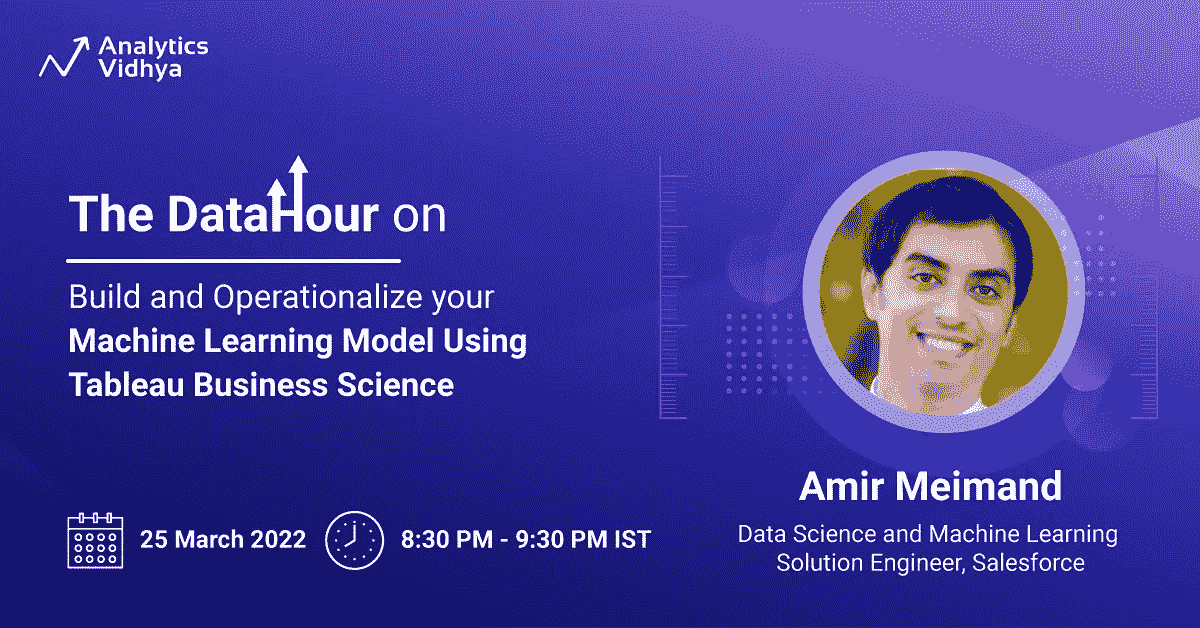 Analytics
Vidhya
The DataHour on
Build and Operationalize your
Machine Learning Model Using
Tableau Business Science
25 March 2022
8:30 PM - 9:30 PM IST
Amir Meimand
Data Science and Machine Learning
Solution Engineer, Salesforce